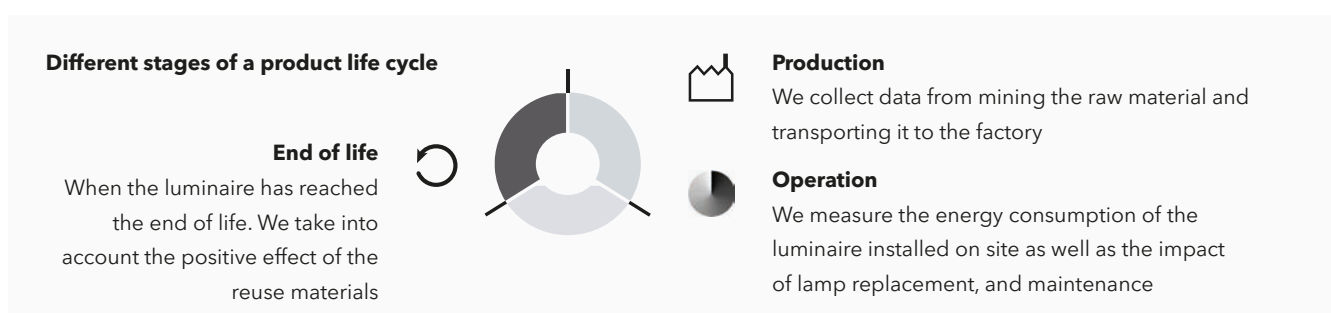 Different stages of a product life cycle
End of life
When the luminaire has reached
the end of life. We take into
account the positive effect of the
reuse materials
Production
We collect data from mining the raw material and
transporting it to the factory
Operation
We measure the energy consumption of the
luminaire installed on site as well as the impact
of lamp replacement, and maintenance